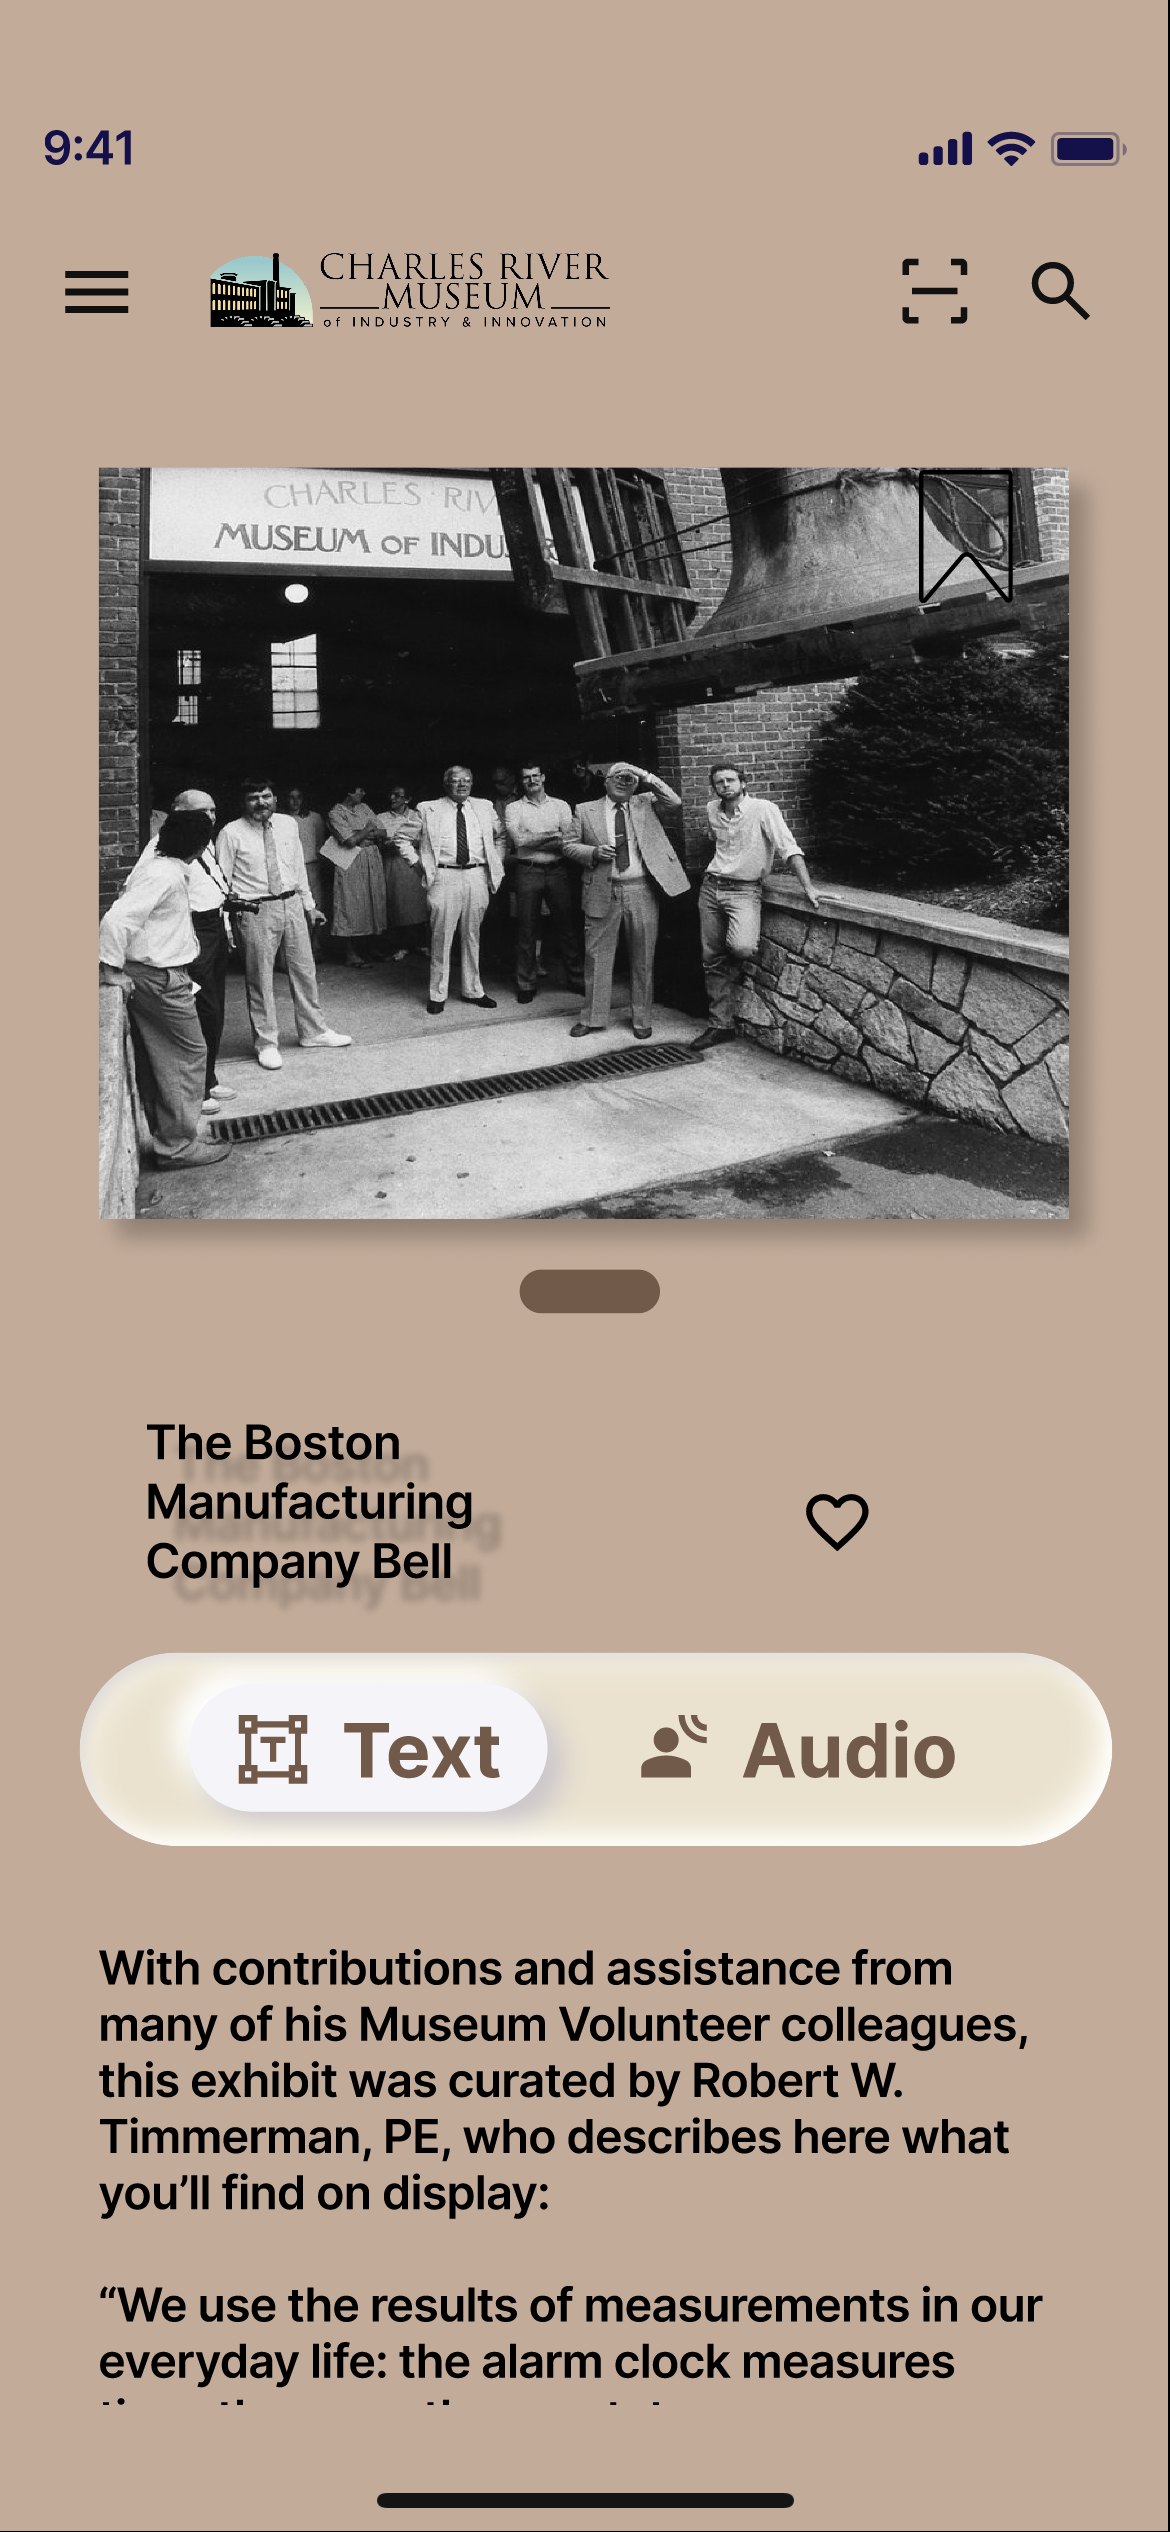 9:41
CHARLES RIVER
MUSEUM
of INDUSTRY & INNOVATION
CHARLES RIV
MUSEUM OF INDUS
The Boston
Manufacturing
Company Bell
Text
Audio
With contributions and assistance from
many of his Museum Volunteer colleagues,
this exhibit was curated by Robert W.
Timmerman, PE, who describes here what
you’ll find on display:
“We use the results of measurements in our
everyday life: the alarm clock measures